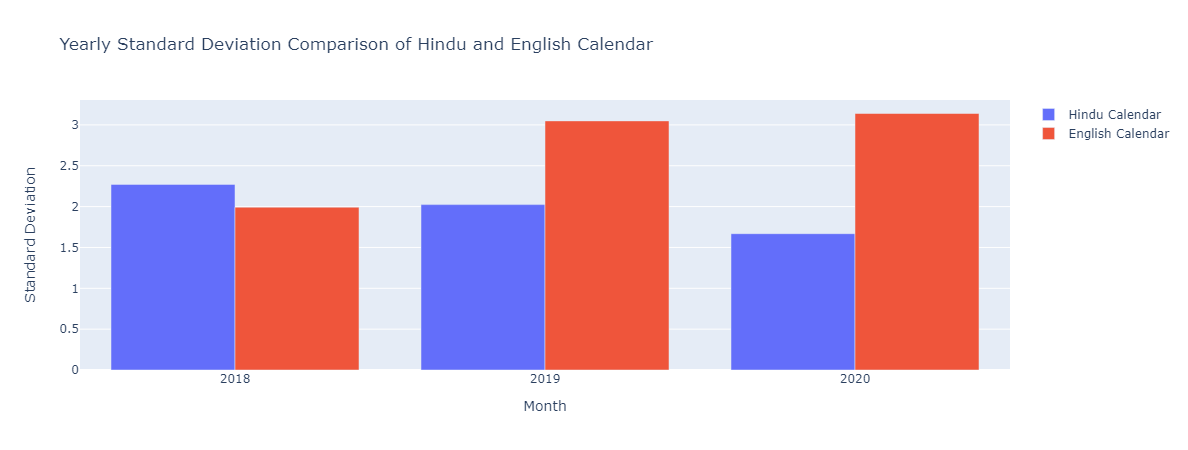 Yearly Standard Deviation Comparison of Hindu and English Calendar
Hindu Calendar
English Calendar
Standard Deviation
3
2.5
2
1.5
1
0.5
0
2018 2019 2020
Month